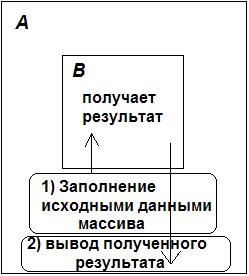 A
B
получает
результат
1) Заполнение
исходными данными
массива
2) вывод полученного
результата